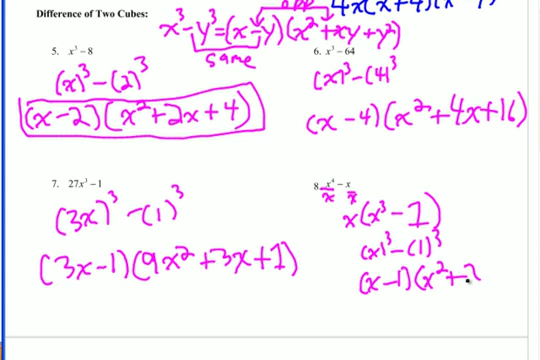 opp 4x(x+4)(x
Difference of Two Cubes:
x³ - y³ = (x - y)(x² + xy + y²)
same
5. x³ – 8
(x)³ - (2)³
(x-2)(x²+2x+4)
6. x³ – 64
(x)³ - (4)³
(x - 4)(x² + 4x + 16)
7. 27x³ – 1
(3x)³ - (1)³
(3x - 1)(9x² + 3x + 1)
8. x⁴ – x
x x
x(x³ - 1)
(x)³ - (1)³
(x - 1)(x² +